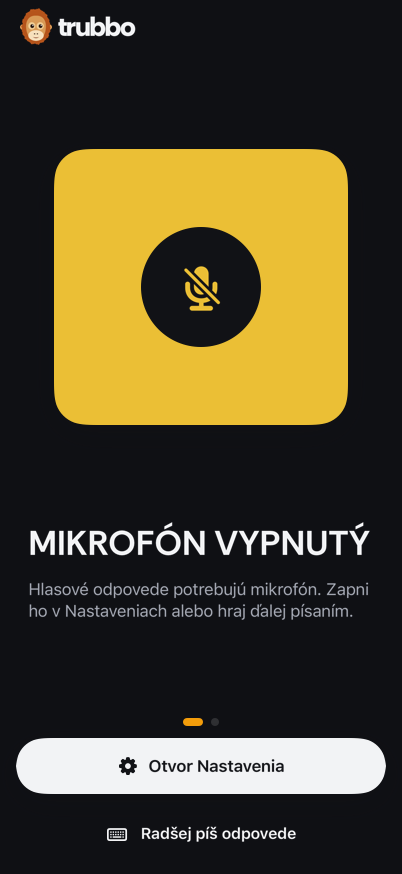 trubbo
MIKROFÓN VYPNUTÝ
Hlasové odpovede potrebujú mikrofón. Zapni
ho v Nastaveniach alebo hraj ďalej písaním.
Otvor Nastavenia
Radšej píš odpovede